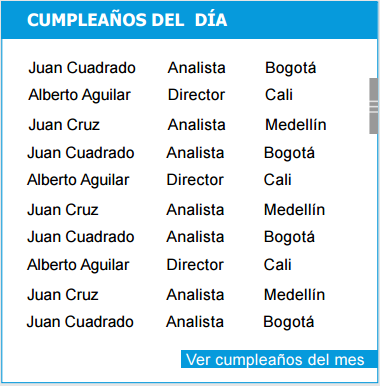 CUMPLEAÑOS DEL DÍA
Juan Cuadrado Analista Bogotá
Alberto Aguilar Director Cali
Juan Cruz Analista Medellín
Juan Cuadrado Analista Bogotá
Alberto Aguilar Director Cali
Juan Cruz Analista Medellín
Juan Cuadrado Analista Bogotá
Alberto Aguilar Director Cali
Juan Cruz Analista Medellín
Juan Cuadrado Analista Bogotá
Ver cumpleaños del mes